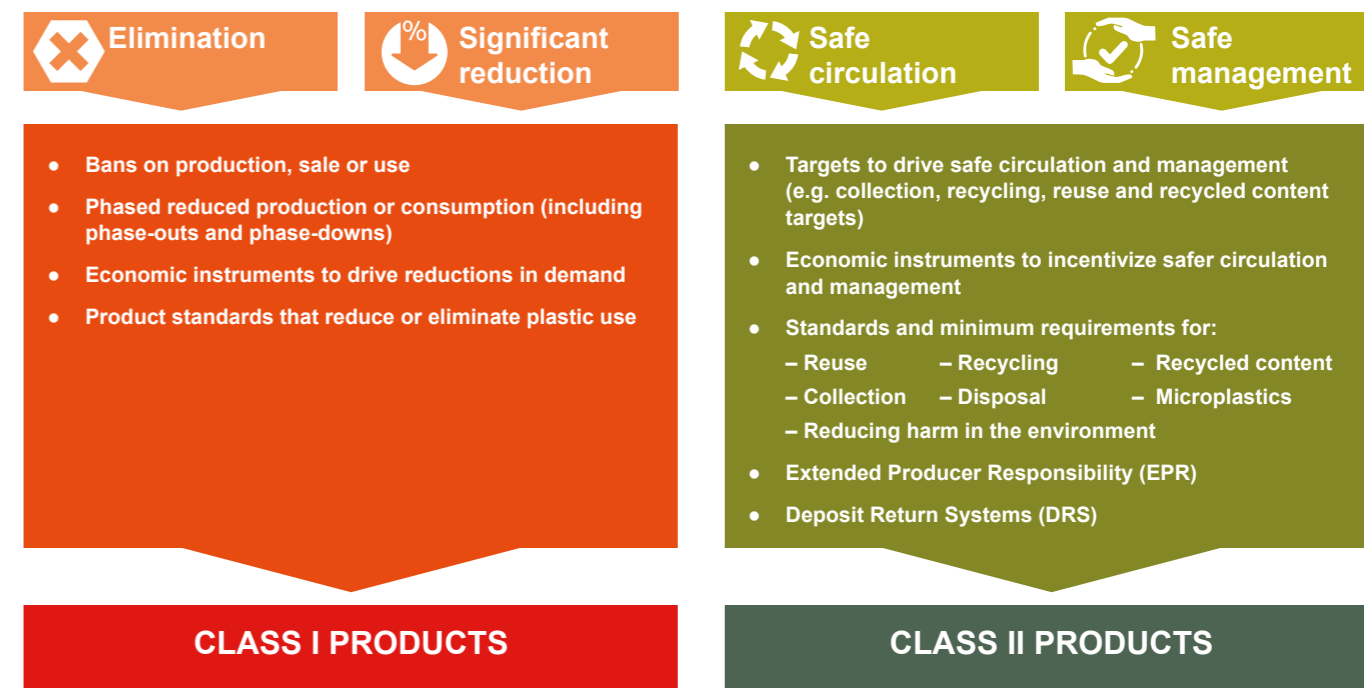 Elimination
%
Significant
reduction
● Bans on production, sale or use
● Phased reduced production or consumption (including
phase-outs and phase-downs)
● Economic instruments to drive reductions in demand
● Product standards that reduce or eliminate plastic use
CLASS I PRODUCTS
Safe
circulation
Safe
management
● Targets to drive safe circulation and management
(e.g. collection, recycling, reuse and recycled content
targets)
● Economic instruments to incentivize safer circulation
and management
● Standards and minimum requirements for:
– Reuse – Recycling – Recycled content
– Collection – Disposal – Microplastics
– Reducing harm in the environment
● Extended Producer Responsibility (EPR)
● Deposit Return Systems (DRS)
CLASS II PRODUCTS